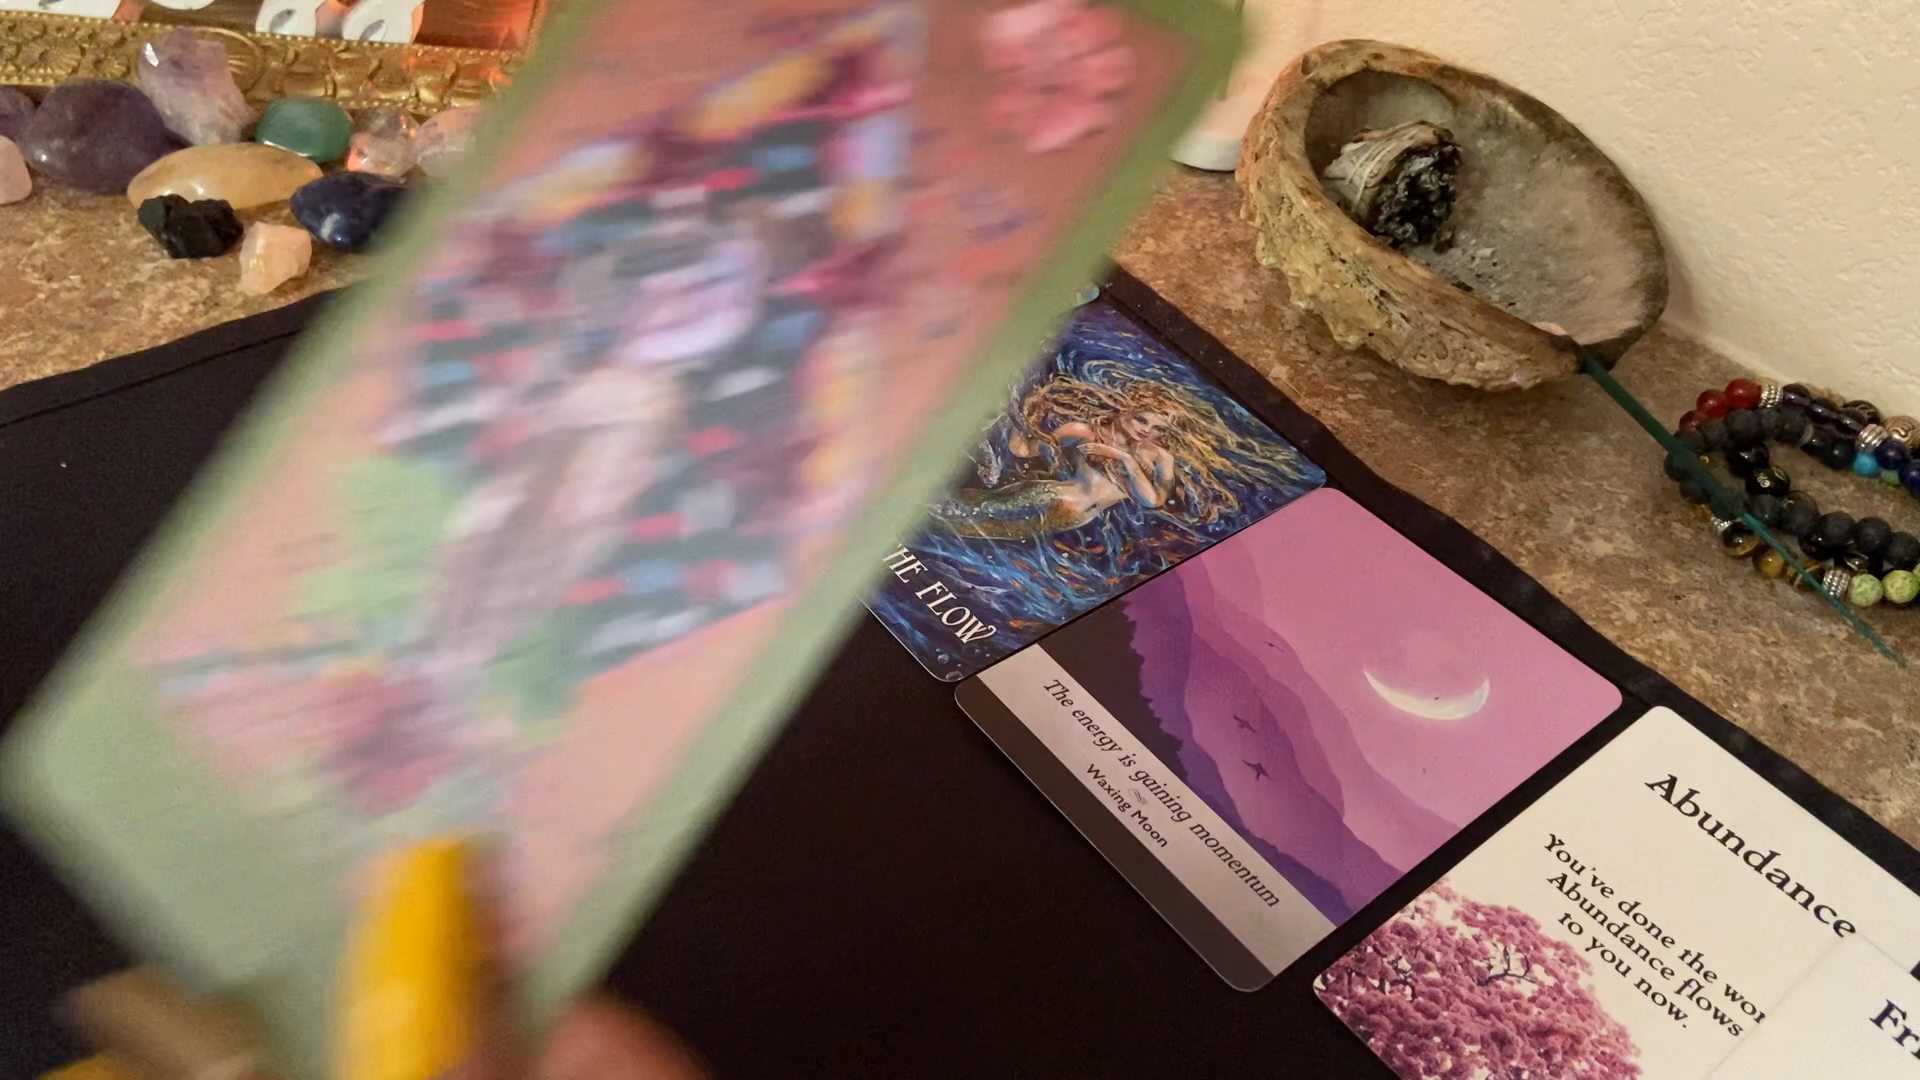 THE FLOW
The energy is gaining momentum
Waxing Moon
Abundance
You've done the
Abundance flows
to you now.